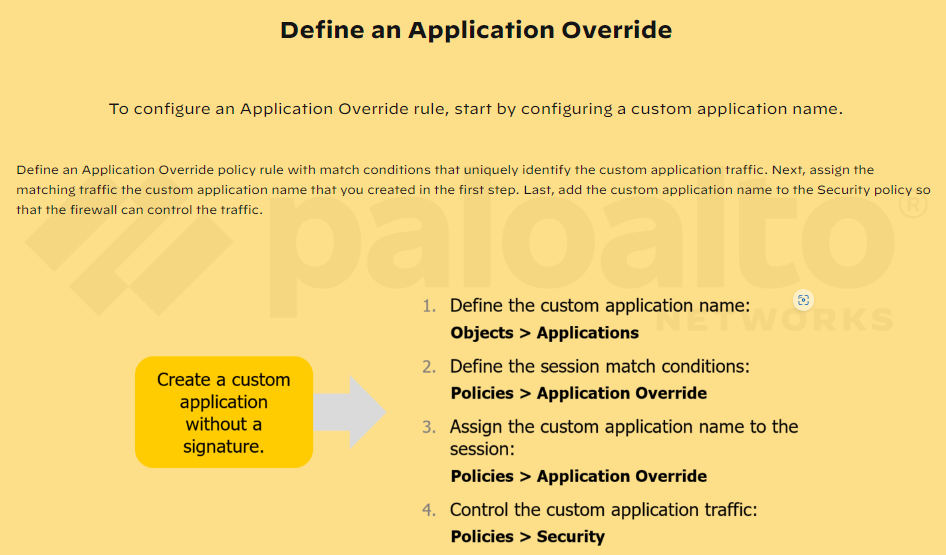 Define an Application Override
To configure an Application Override rule, start by configuring a custom application name.
Define an Application Override policy rule with match conditions that uniquely identify the custom application traffic. Next, assign the
matching traffic the custom application name that you created in the first step. Last, add the custom application name to the Security policy so
that the firewall can control the traffic.
paloalto®
NETWORKS
Create a custom
application
without a
signature.
1. Define the custom application name:
Objects > Applications
2. Define the session match conditions:
Policies > Application Override
3. Assign the custom application name to the
session:
Policies > Application Override
4. Control the custom application traffic:
Policies > Security